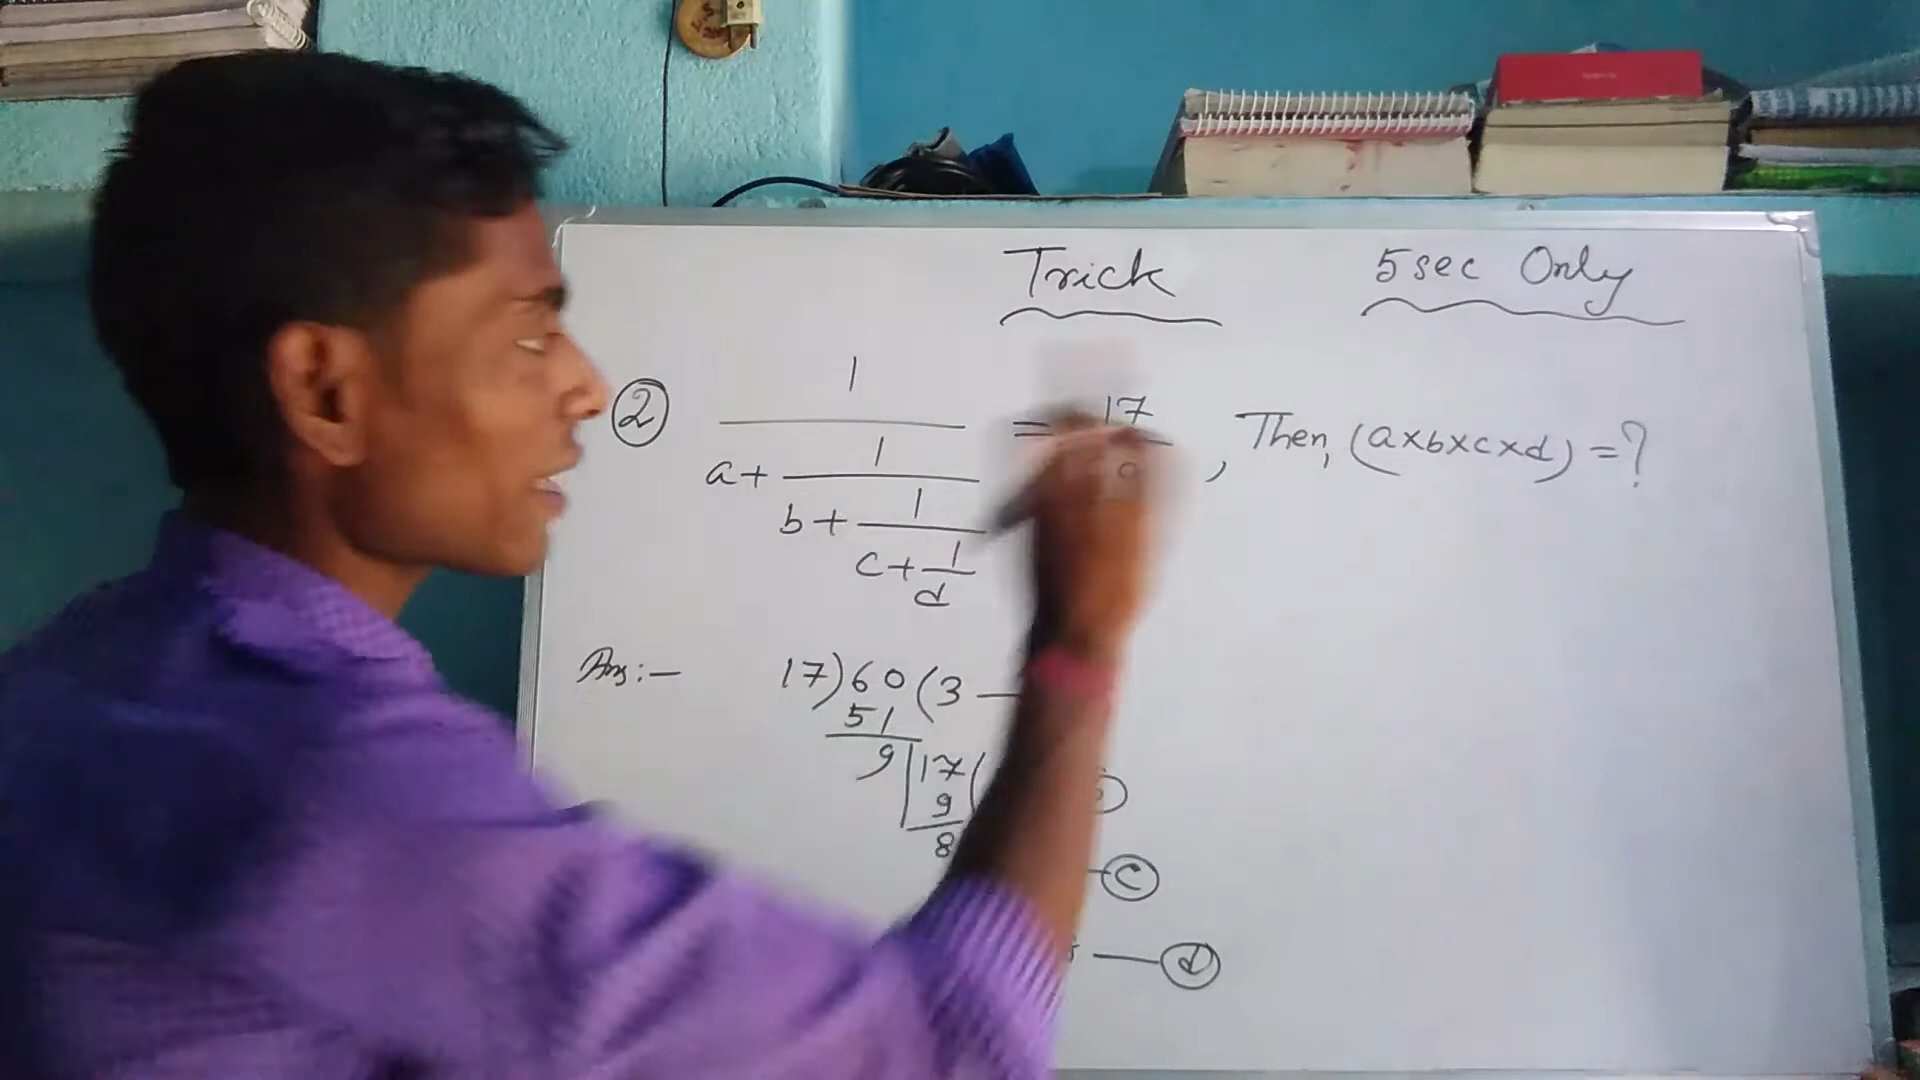 Trick 5sec Only
② 1 = 17 , Then, (a×b×c×d) = ?
a + 1
b + 1
c + 1
d
Ans:- 17)60(3 —
51
9 17(
9
8
— c
— d